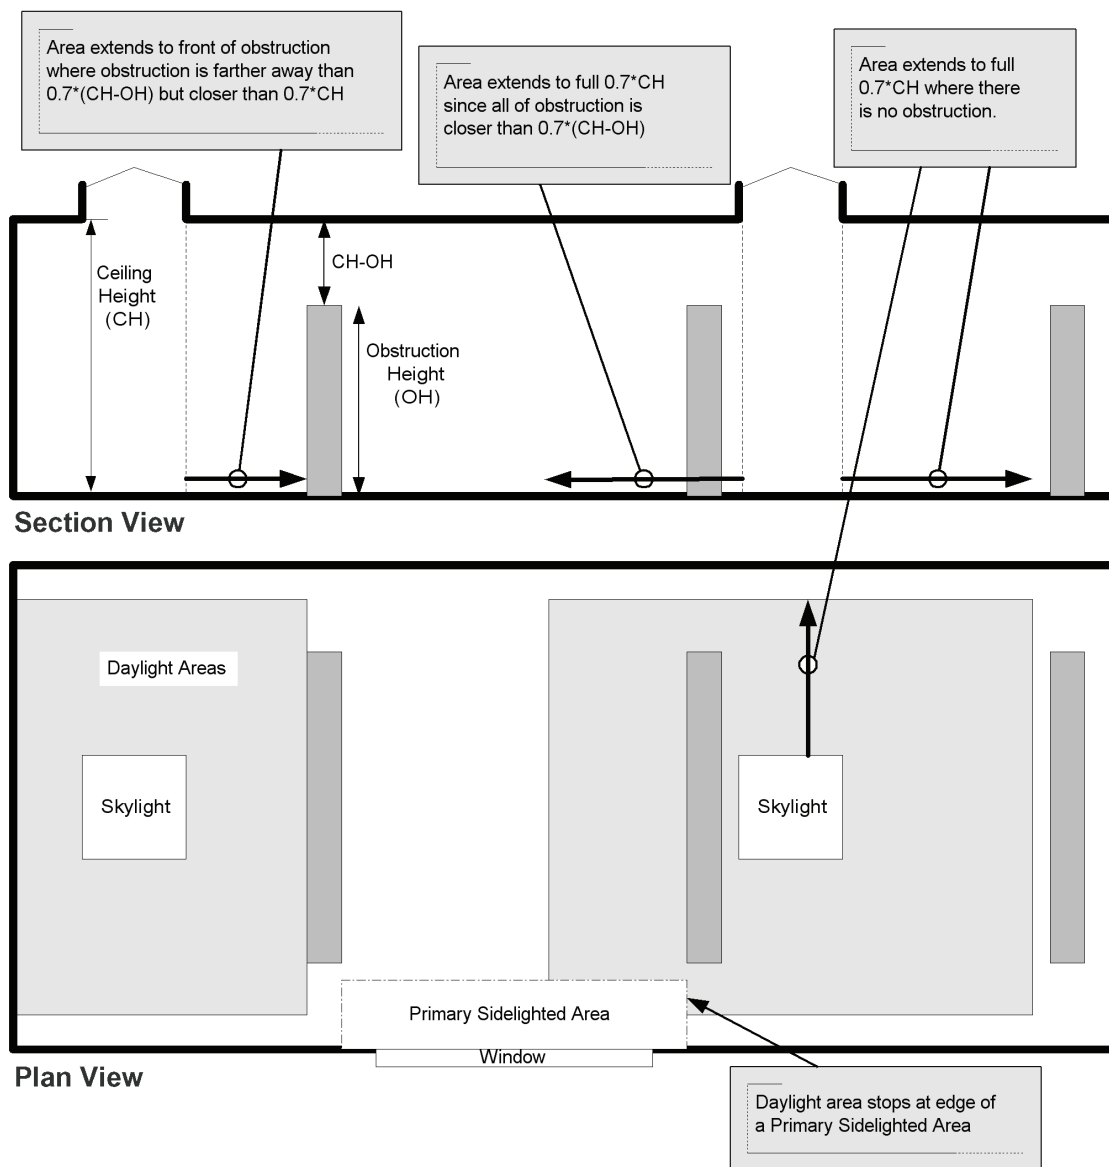 Area extends to front of obstruction
where obstruction is farther away than
0.7*(CH-OH) but closer than 0.7*CH
Area extends to full 0.7*CH
since all of obstruction is
closer than 0.7*(CH-OH)
Area extends to full
0.7*CH where there
is no obstruction.
Ceiling
Height
(CH)
CH-OH
Obstruction
Height
(OH)
Section View
Daylight Areas
Skylight
Skylight
Primary Sidelighted Area
Window
Plan View
Daylight area stops at edge of
a Primary Sidelighted Area